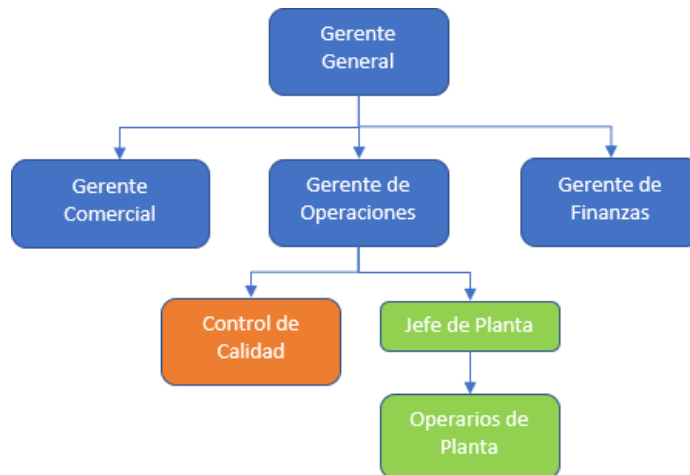 Gerente
General
Gerente
Comercial
Gerente de
Operaciones
Gerente de
Finanzas
Control de
Calidad
Jefe de Planta
Operarios de
Planta